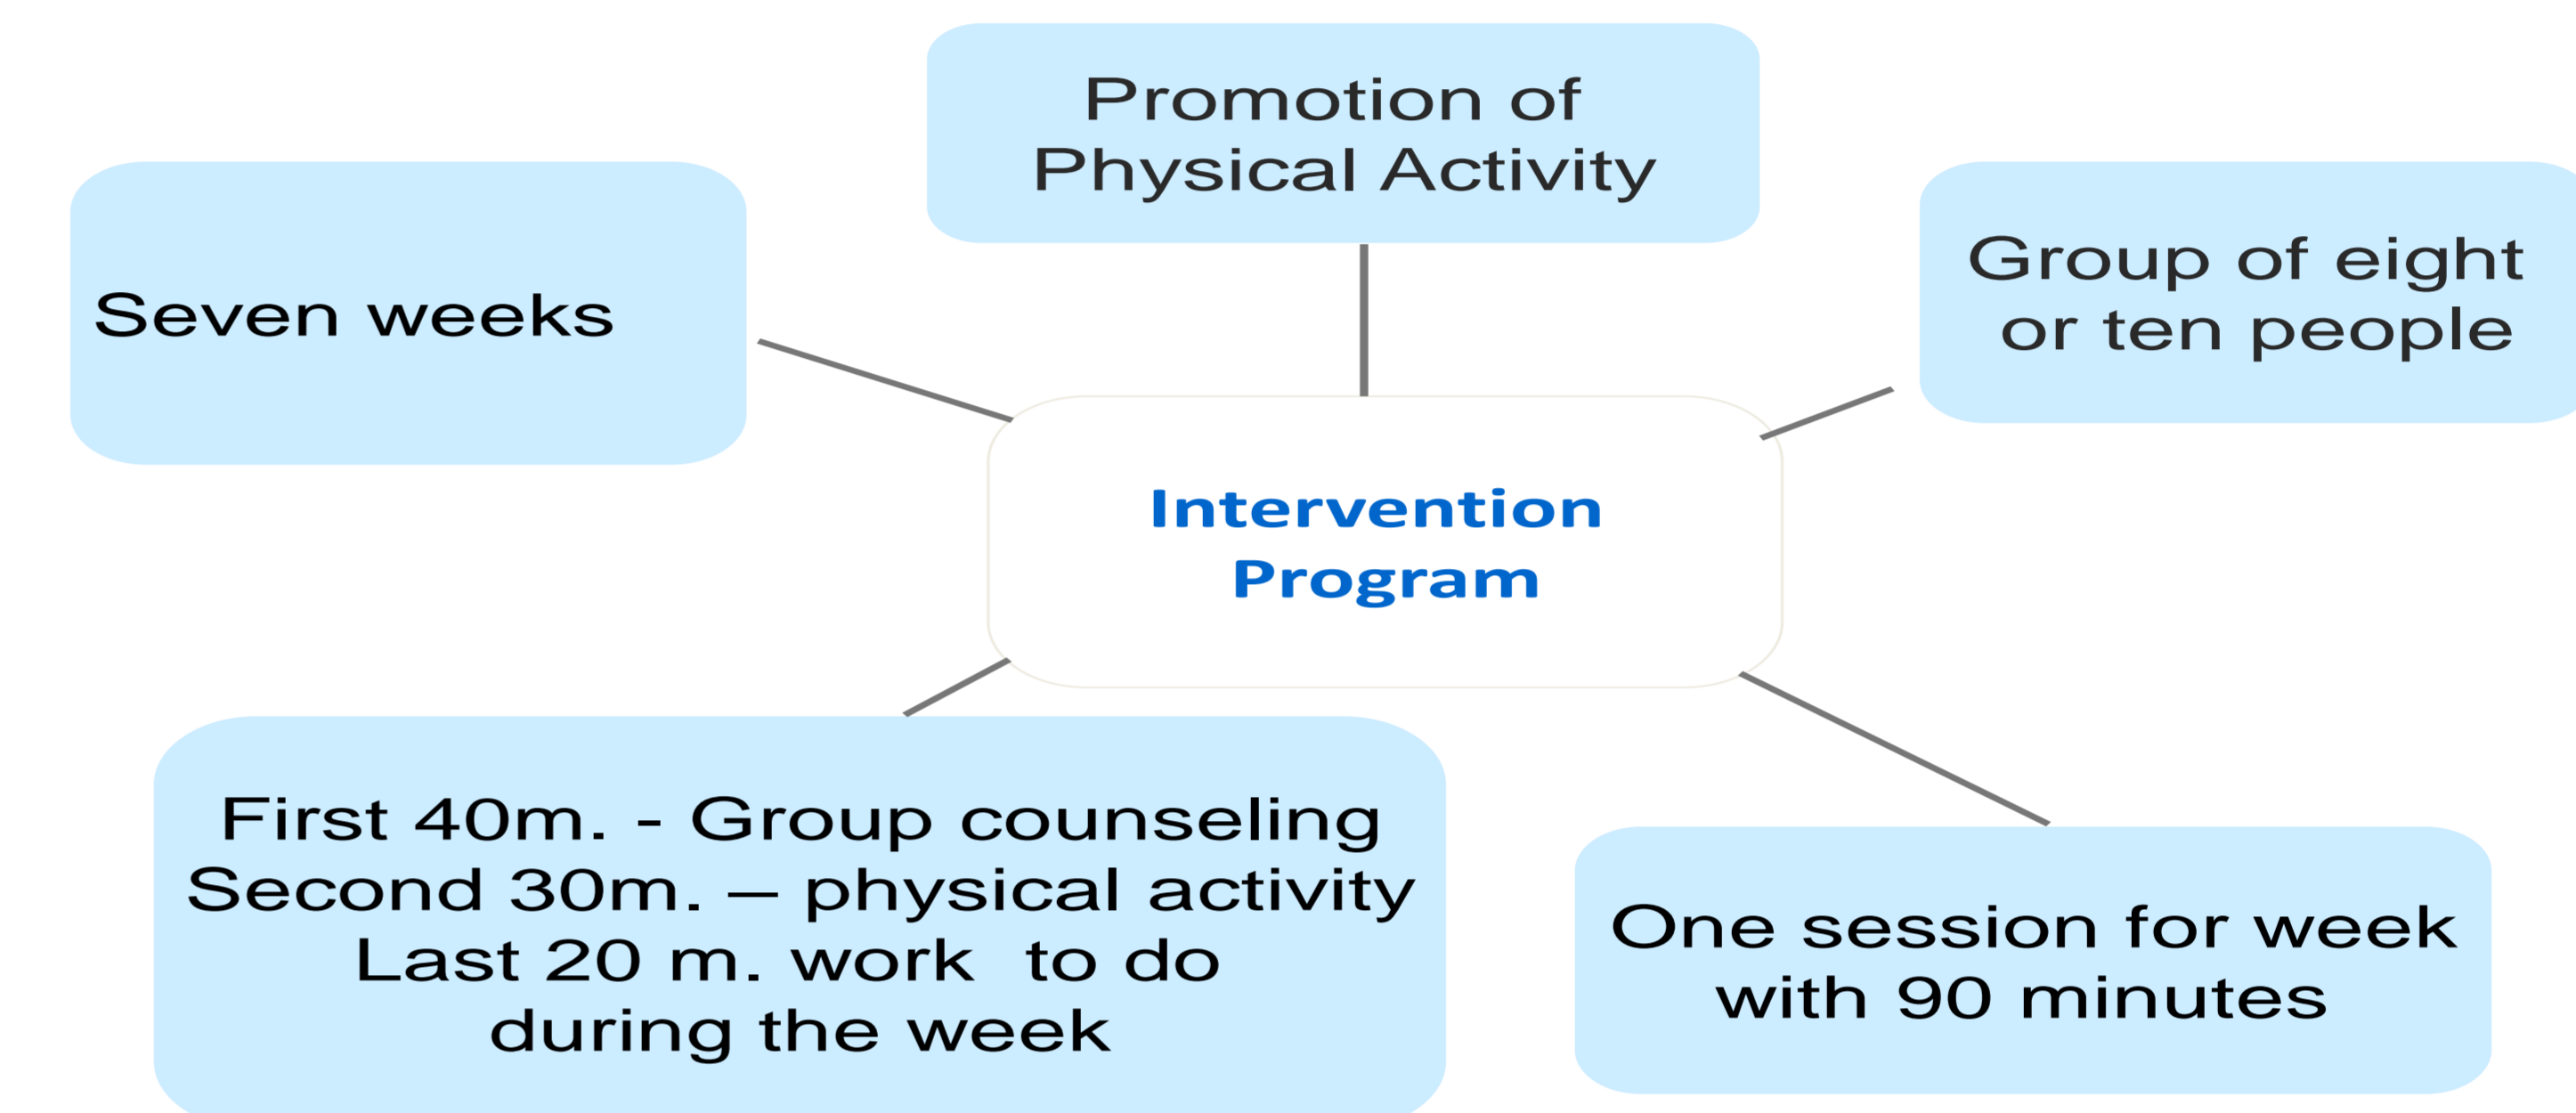 Promotion of
Physical Activity
Seven weeks
Group of eight
or ten people
Intervention
Program
First 40m. - Group counseling
Second 30m. – physical activity
Last 20 m. work  to do
during the week
One session for week
with 90 minutes